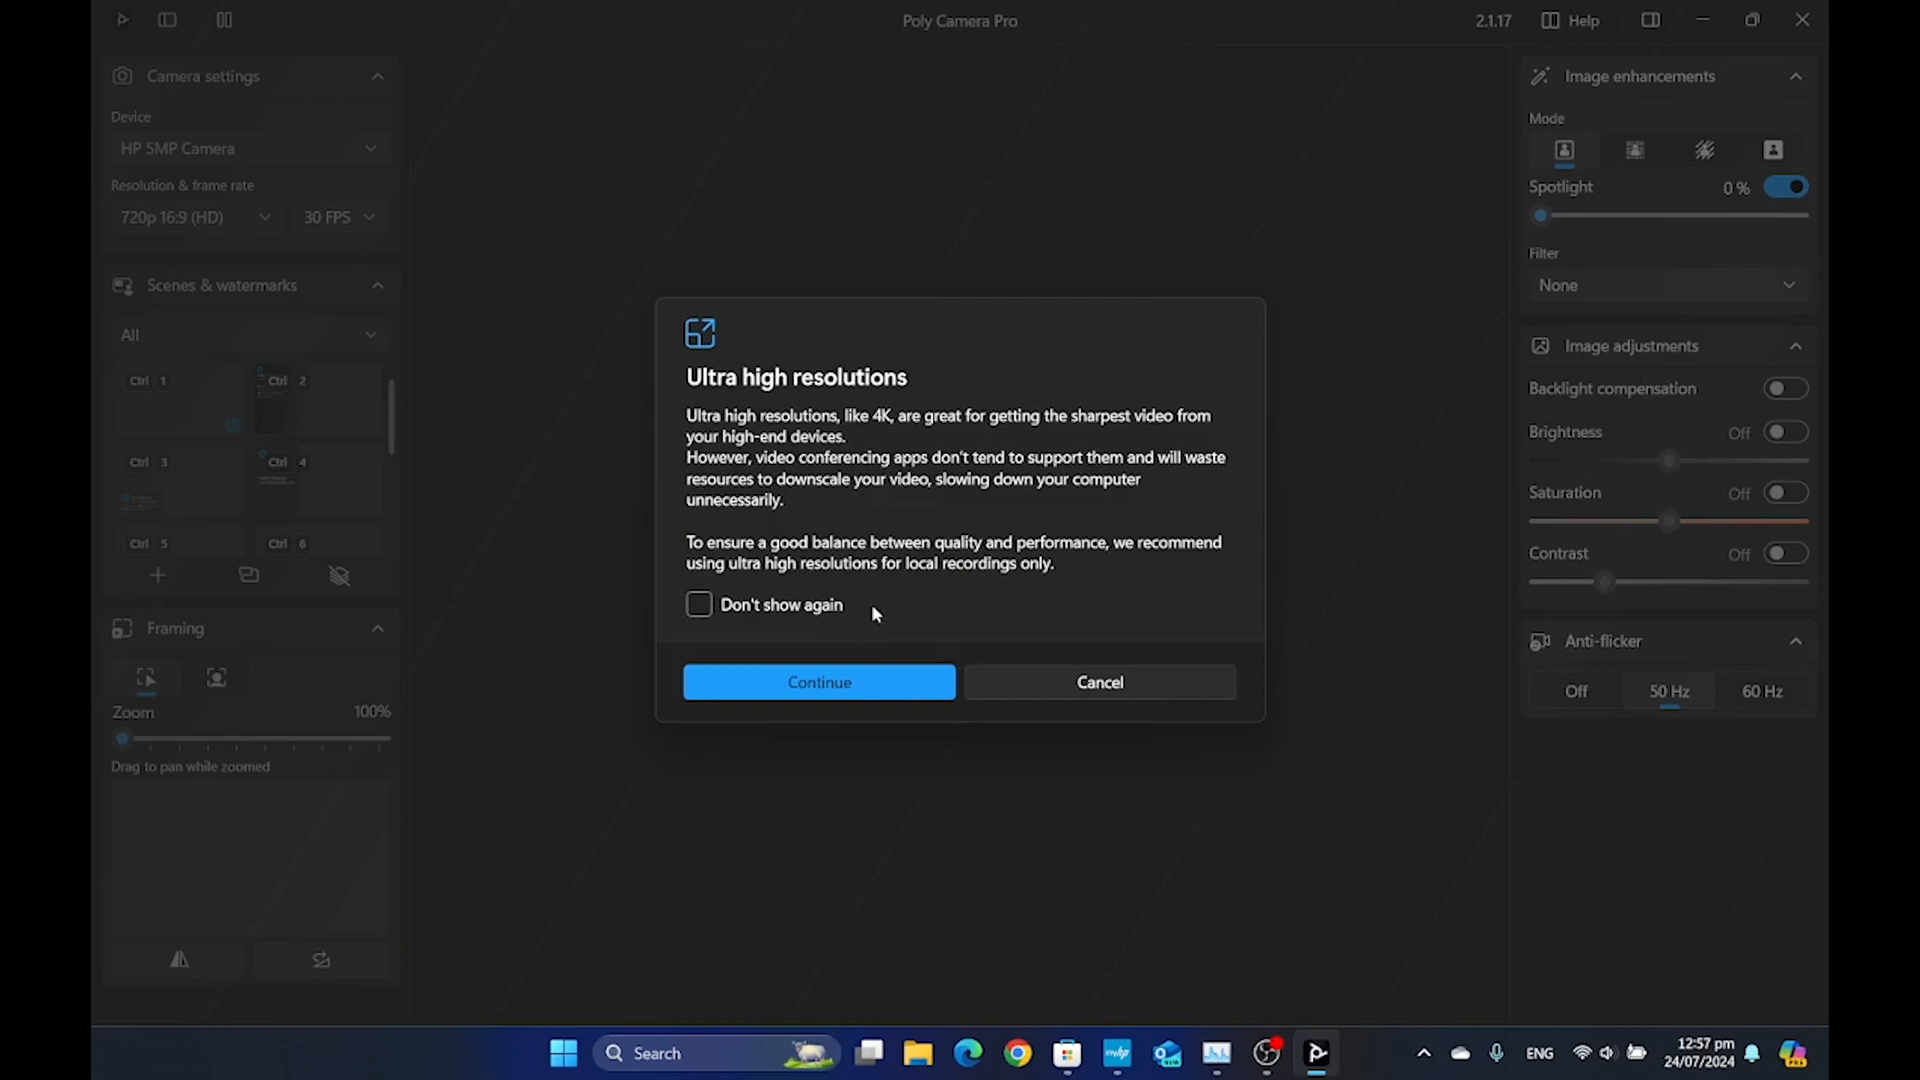 Poly Camera Pro
2.1.17
Help
Camera settings
Device
HP 5MP Camera
Resolution & frame rate
720p 16:9 (HD)
30 FPS
Scenes & watermarks
All
Ctrl 1
Ctrl 2
Ctrl 3
Ctrl 4
Ctrl 5
Ctrl 6
Framing
Zoom
100%
Drag to pan while zoomed
Ultra high resolutions
Ultra high resolutions, like 4K, are great for getting the sharpest video from
your high-end devices.
However, video conferencing apps don't tend to support them and will waste
resources to downscale your video, slowing down your computer
unnecessarily.
To ensure a good balance between quality and performance, we recommend
using ultra high resolutions for local recordings only.
Don't show again
Continue
Cancel
Image enhancements
Mode
Spotlight
0 %
Filter
None
Image adjustments
Backlight compensation
Brightness
Off
Saturation
Off
Contrast
Off
Anti-flicker
Off
50 Hz
60 Hz
Search
ENG
12:57 pm
24/07/2024